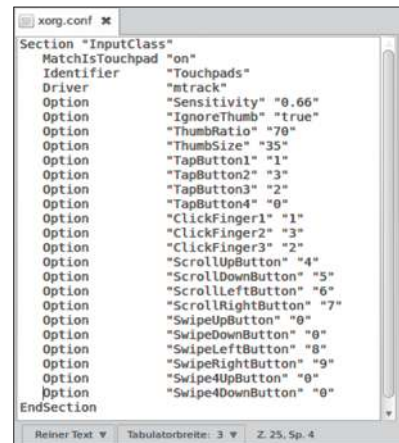 xorg.conf ✖
Section "InputClass"
   MatchIsTouchpad "on"
   Identifier      "Touchpads"
   Driver          "mtrack"
   Option          "Sensitivity" "0.66"
   Option          "IgnoreThumb" "true"
   Option          "ThumbRatio" "70"
   Option          "ThumbSize" "35"
   Option          "TapButton1" "1"
   Option          "TapButton2" "3"
   Option          "TapButton3" "2"
   Option          "TapButton4" "0"
   Option          "ClickFinger1" "1"
   Option          "ClickFinger2" "3"
   Option          "ClickFinger3" "2"
   Option          "ScrollUpButton" "4"
   Option          "ScrollDownButton" "5"
   Option          "ScrollLeftButton" "6"
   Option          "ScrollRightButton" "7"
   Option          "SwipeUpButton" "0"
   Option          "SwipeDownButton" "0"
   Option          "SwipeLeftButton" "8"
   Option          "SwipeRightButton" "9"
   Option          "Swipe4UpButton" "0"
   Option          "Swipe4DownButton" "0"
EndSection
Reiner Text ▼ Tabulatorbreite: 3 ▼ Z. 25, Sp. 4